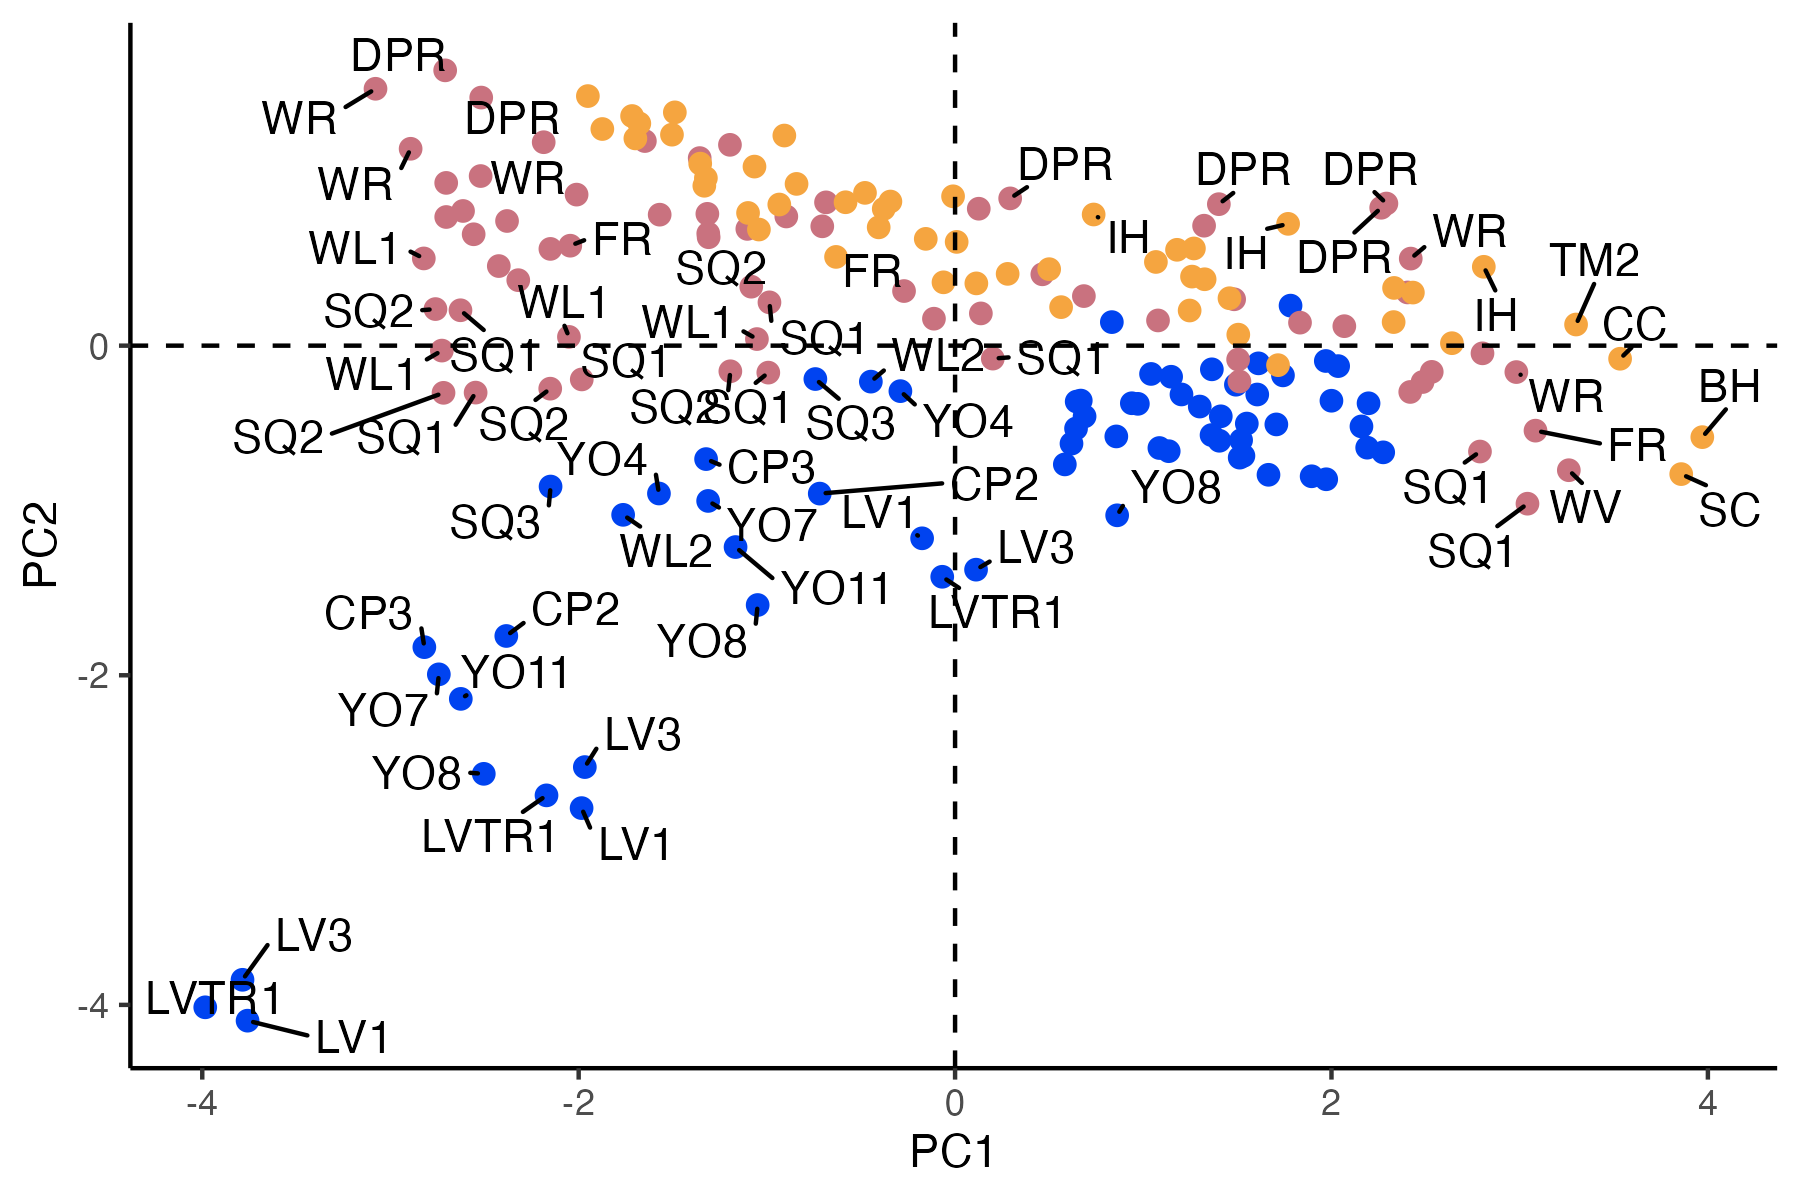 DPR
WR
DPR
WR
WR
DPR
DPR
DPR
WL1
FR
IH
IH
DPR
WR
TM2
SQ2
FR
SQ2
WL1
WL1
SQ1
IH
CC
0
WL1
SQ1
SQ1
WL2
SQ1
BH
SQ2
SQ1
SQ2
SQ2
SQ1
SQ3
YO4
WR
FR
YO4
CP3
CP2
YO8
SQ1
SC
SQ3
WL2
YO7
LV1
WV
PC2
YO11
LV3
SQ1
CP3
CP2
YO8
LVTR1
-2
YO11
YO7
LV3
YO8
LVTR1
LV1
LV3
-4
LVTR1
LV1
-4
-2
0
2
4
PC1